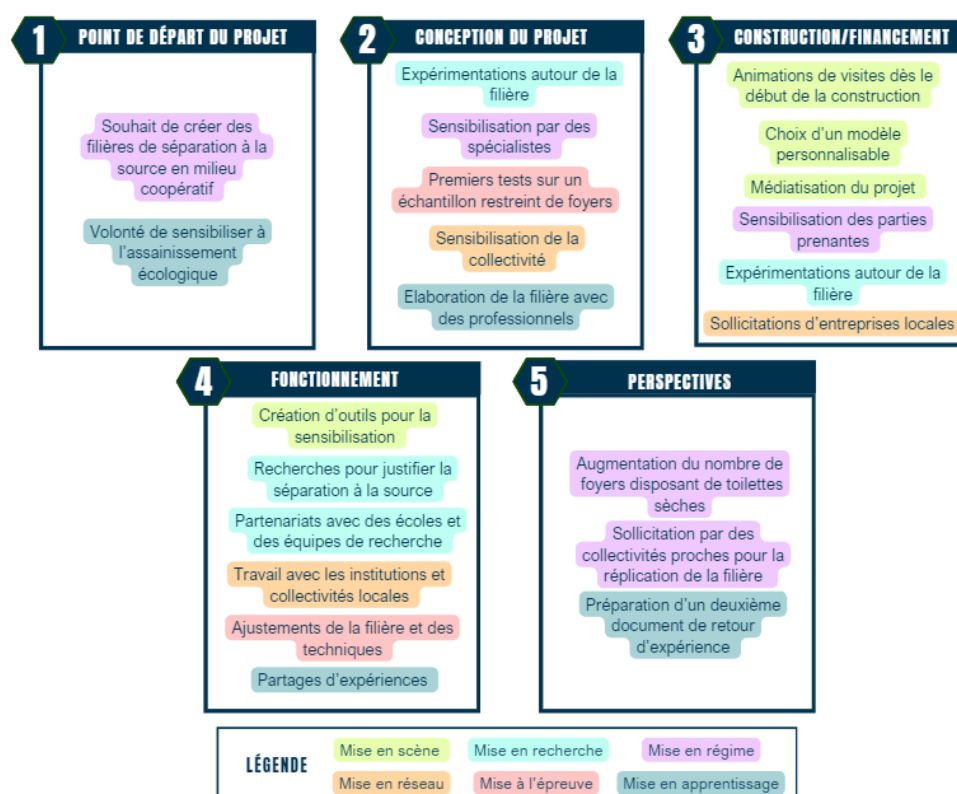 1 POINT DE DÉPART DU PROJET
Souhait de créer des
filières de séparation à la
source en milieu
coopératif
Volonté de sensibiliser à
l'assainissement
écologique
2 CONCEPTION DU PROJET
Expérimentations autour de la
filière
Sensibilisation par des
spécialistes
Premiers tests sur un
échantillon restreint de foyers
Sensibilisation de la
collectivité
Elaboration de la filière avec
des professionnels
3 CONSTRUCTION/FINANCEMENT
Animations de visites dès le
début de la construction
Choix d'un modèle
personnalisable
Médiatisation du projet
Sensibilisation des parties
prenantes
Expérimentations autour de la
filière
Sollicitations d'entreprises locales
4 FONCTIONNEMENT
Création d'outils pour la
sensibilisation
Recherches pour justifier la
séparation à la source
Partenariats avec des écoles et
des équipes de recherche
Travail avec les institutions et
collectivités locales
Ajustements de la filière et des
techniques
Partages d'expériences
5 PERSPECTIVES
Augmentation du nombre de
foyers disposant de toilettes
sèches
Sollicitation par des
collectivités proches pour la
réplication de la filière
Préparation d'un deuxième
document de retour
d'expérience
LÉGENDE
Mise en scène
Mise en recherche
Mise en régime
Mise en réseau
Mise à l'épreuve
Mise en apprentissage